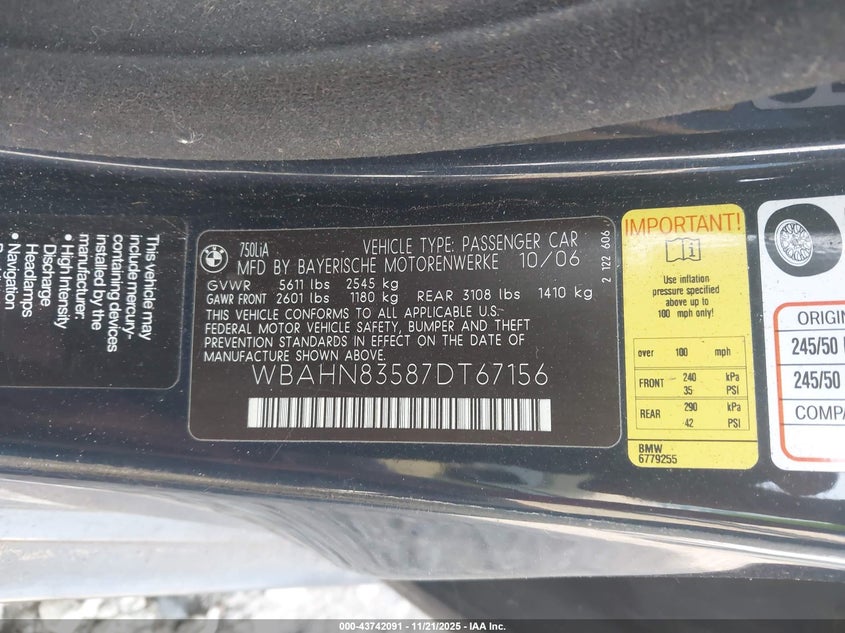 This vehicle may
include mercury-
containing devices
installed by the
manufacturer:
• High Intensity
Discharge
Headlamps
BMW
750LiA
VEHICLE TYPE: PASSENGER CAR
MFD BY BAYERISCHE MOTORENWERKE 10/06
GVWR 5611 lbs 2545 kg
GAWR FRONT 2601 lbs 1180 kg REAR 3108 lbs 1410 kg
THIS VEHICLE CONFORMS TO ALL APPLICABLE U.S.
FEDERAL MOTOR VEHICLE SAFETY, BUMPER AND THEFT
PREVENTION STANDARDS IN EFFECT ON THE DATE OF
MANUFACTURE SHOWN ABOVE.
WBAHN83587DT67156
2 122 606
IMPORTANT!
Use inflation
pressure specified
above up to
100 mph only!
over 100 mph
FRONT 240 kPa
35 PSI
REAR 290 kPa
42 PSI
BMW
6779255
ORIGIN
245/50
245/50
COMPA
000-43742091 - 11/21/2025 - IAA Inc.